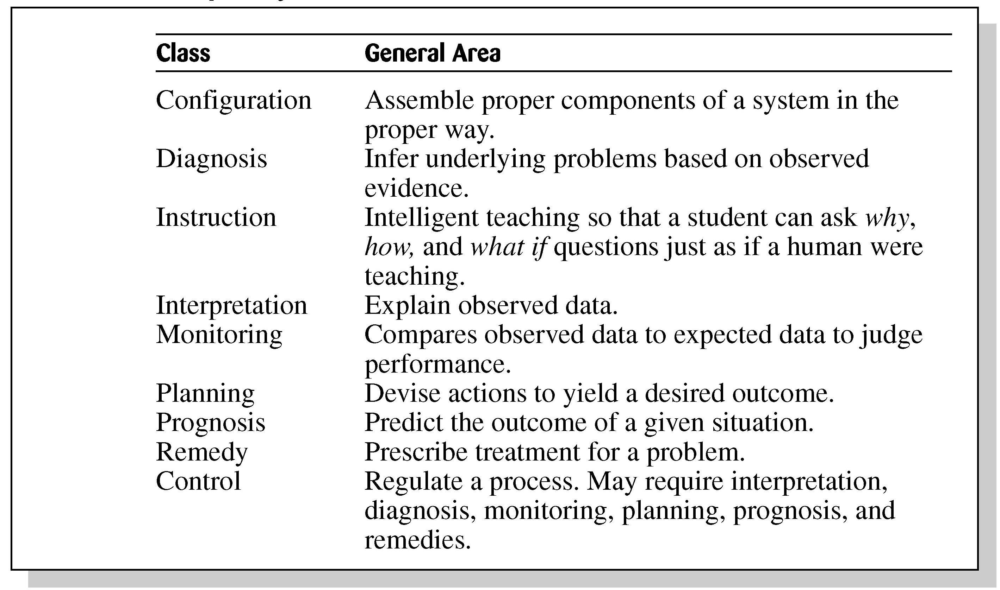 Class General Area
Configuration Assemble proper components of a system in the
proper way.
Diagnosis Infer underlying problems based on observed
evidence.
Instruction Intelligent teaching so that a student can ask why,
how, and what if questions just as if a human were
teaching.
Interpretation Explain observed data.
Monitoring Compares observed data to expected data to judge
performance.
Planning Devise actions to yield a desired outcome.
Prognosis Predict the outcome of a given situation.
Remedy Prescribe treatment for a problem.
Control Regulate a process. May require interpretation,
diagnosis, monitoring, planning, prognosis, and
remedies.